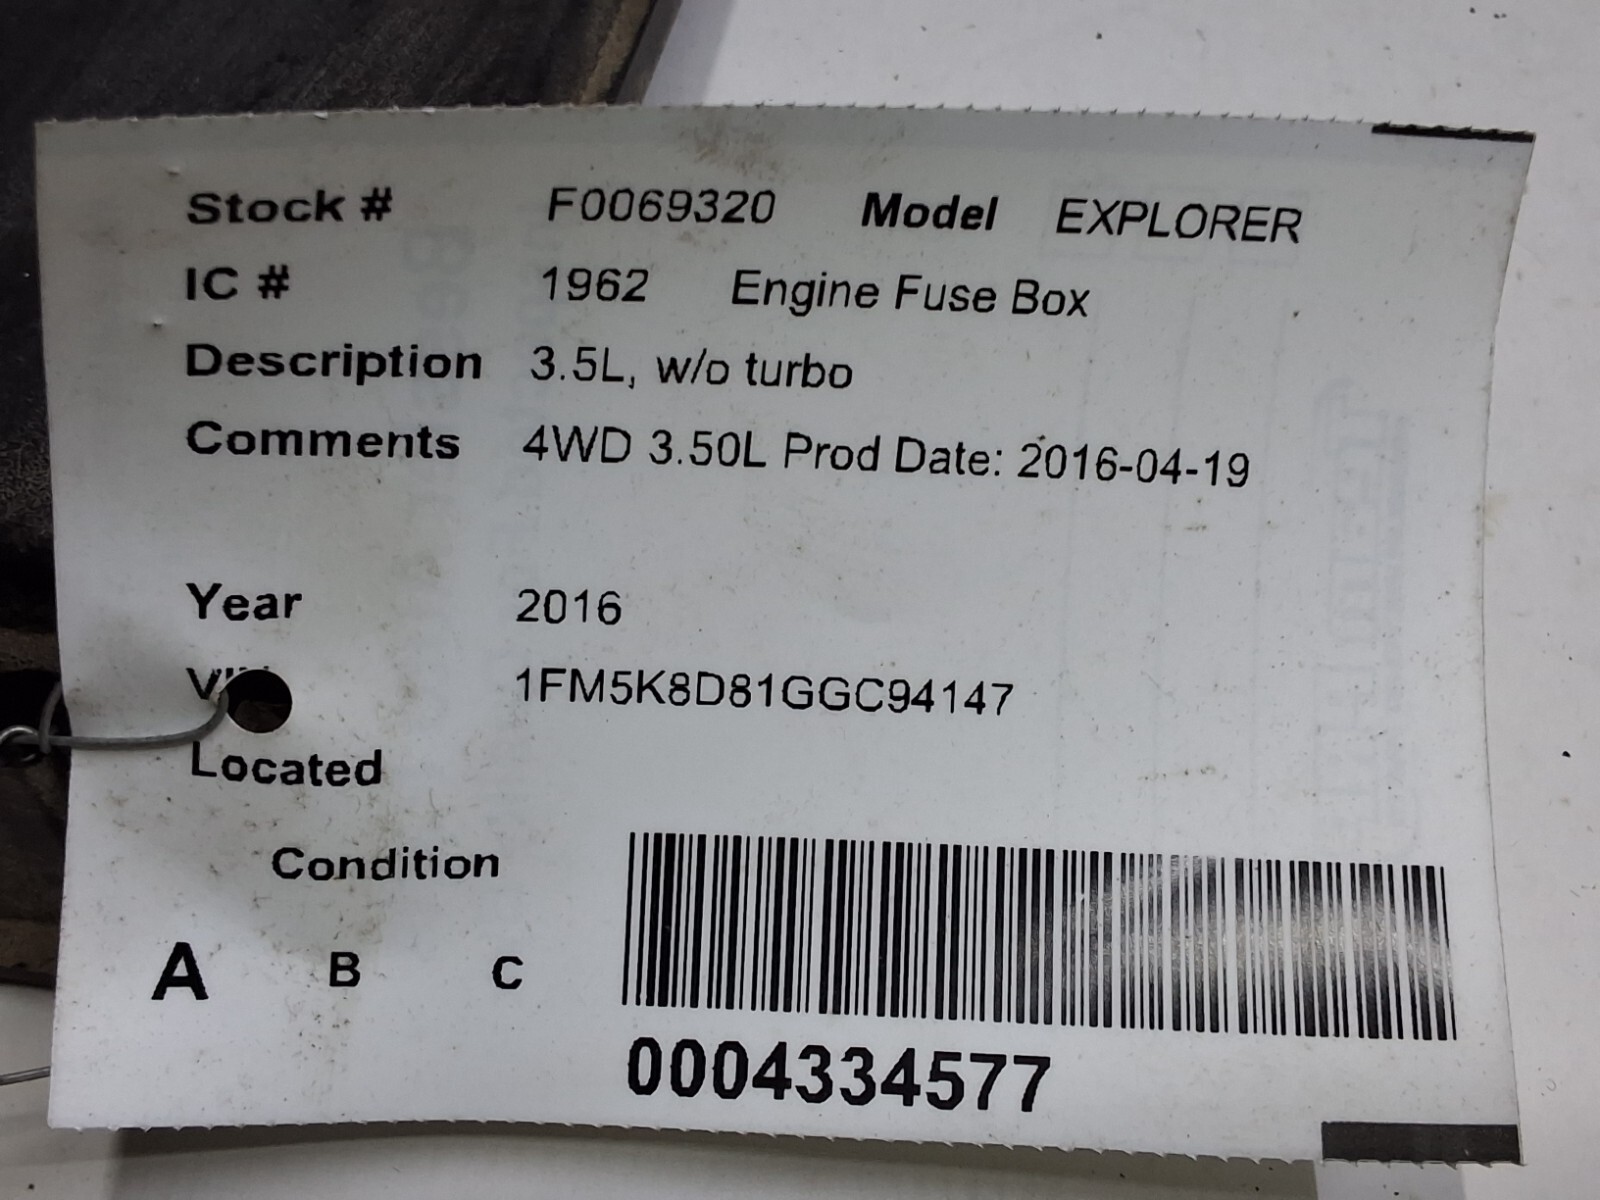 Stock # F0069320 Model EXPLORER
IC # 1962 Engine Fuse Box
Description 3.5L, w/o turbo
Comments 4WD 3.50L Prod Date: 2016-04-19
Year 2016
1FM5K8D81GGC94147
Located
Condition
A B C
0004334577